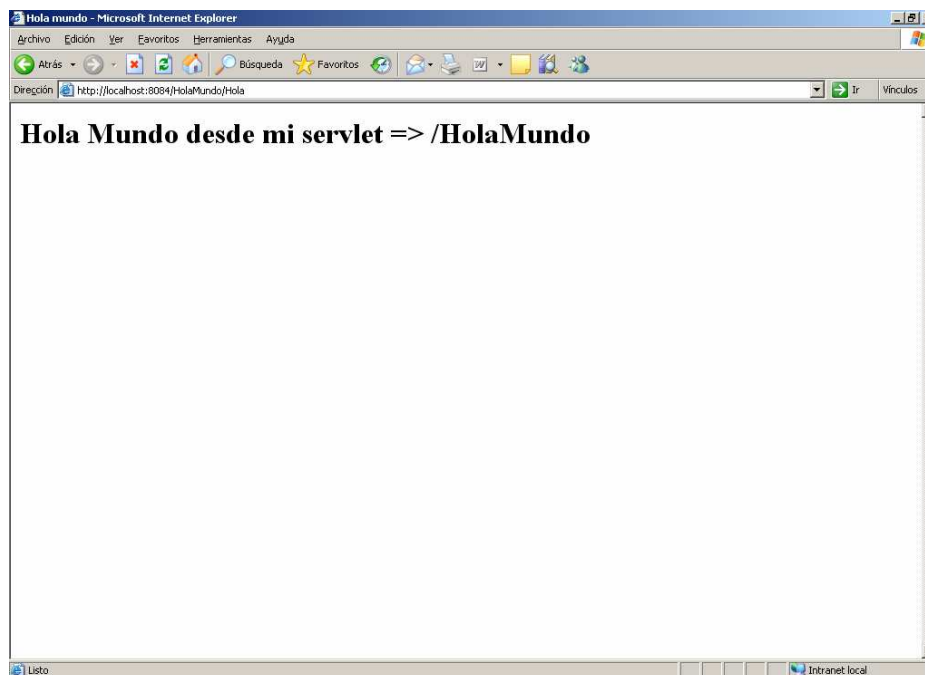 Hola mundo - Microsoft Internet Explorer
Archivo Edición Ver Favoritos Herramientas Ayuda
Atrás Búsqueda Favoritos
Dirección http://localhost:8084/HolaMundo/Hola Ir Vínculos
Hola Mundo desde mi servlet => /HolaMundo
Listo Intranet local